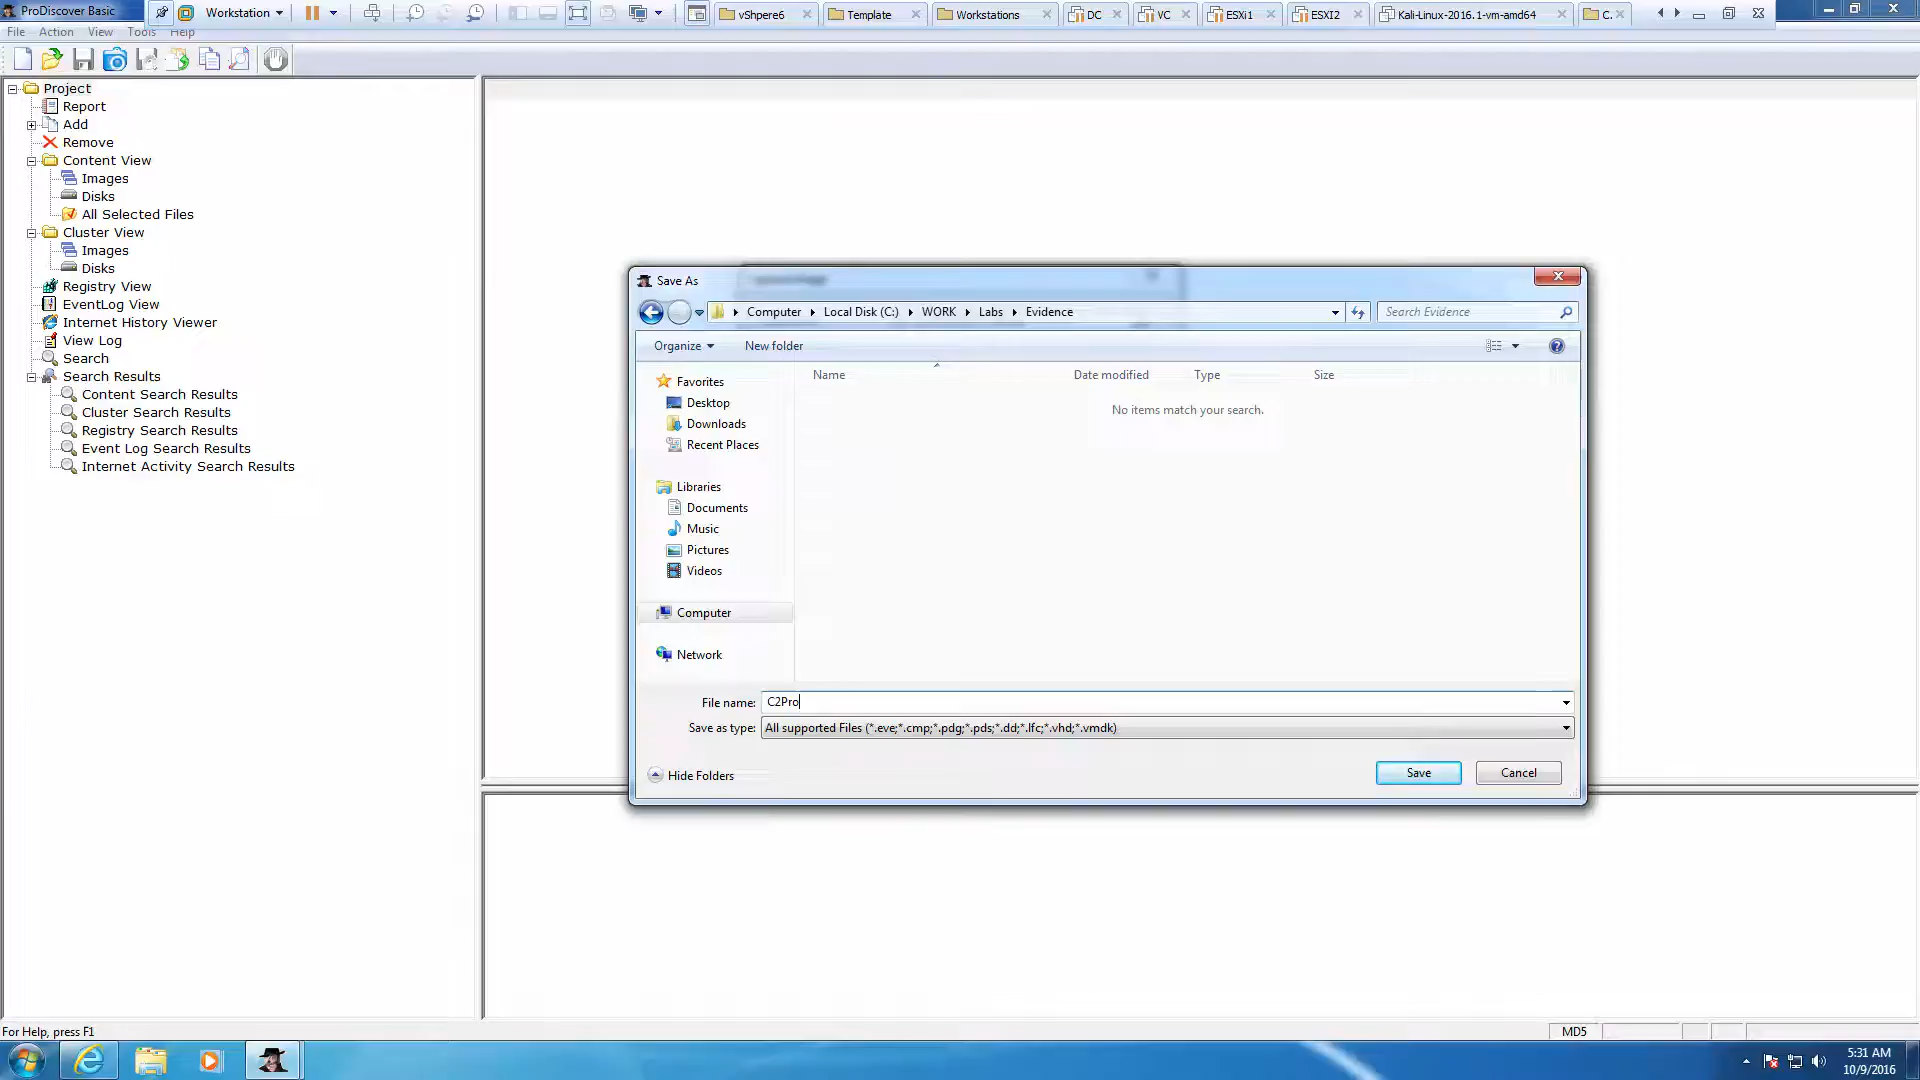 ProDiscover Basic
Workstation
vShpere6
Template
Workstations
DC
VC
ESXi1
ESXI2
Kali-Linux-2016.1-vm-amd64
C.
File Action View Tools Help
Project
Report
Add
Remove
Content View
Images
Disks
All Selected Files
Cluster View
Images
Disks
Registry View
EventLog View
Internet History Viewer
View Log
Search
Search Results
Content Search Results
Cluster Search Results
Registry Search Results
Event Log Search Results
Internet Activity Search Results
Save As
Computer
Local Disk (C:)
WORK
Labs
Evidence
Search Evidence
Organize
New folder
Name
Date modified
Type
Size
No items match your search.
Favorites
Desktop
Downloads
Recent Places
Libraries
Documents
Music
Pictures
Videos
Computer
Network
File name: C2Pro
Save as type: All supported Files (*.eve;*.cmp;*.pdg;*.pds;*.dd;*.lfc;*.vhd;*.vmdk)
Hide Folders
Save
Cancel
For Help, press F1
MD5
5:31 AM
10/9/2016